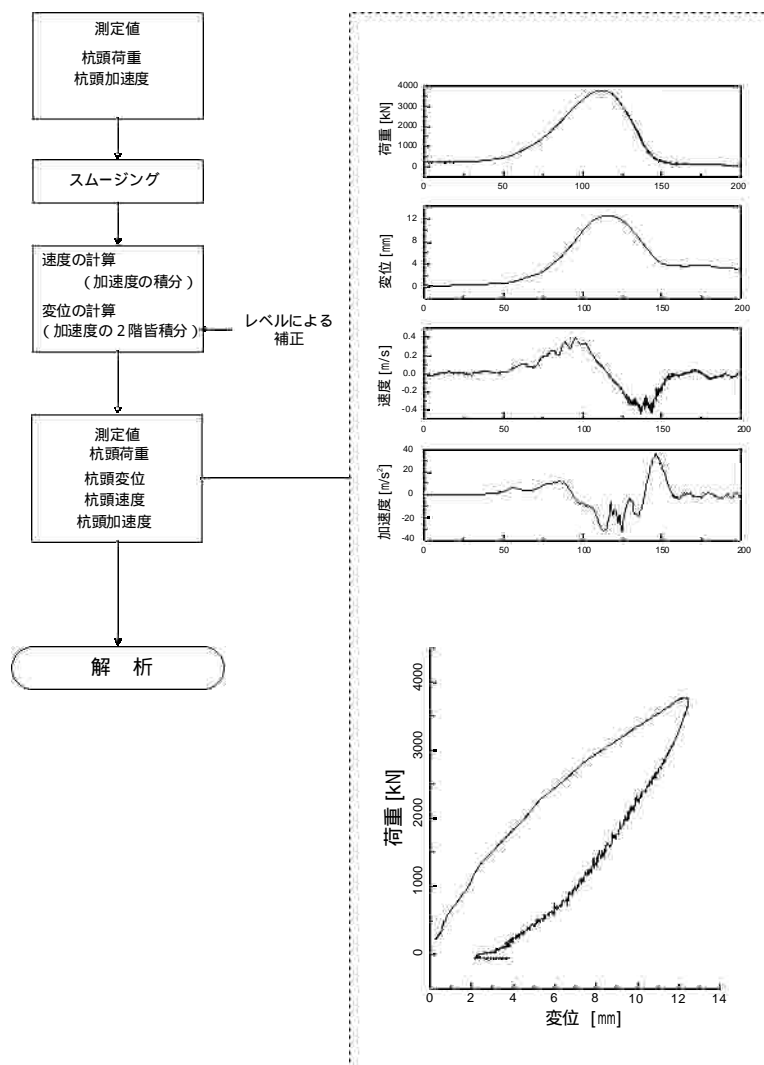 測定値
杭頭荷重
杭頭加速度
スムージング
速度の計算
(加速度の積分)
変位の計算
(加速度の2階皆積分)
レベルによる
補正
測定値
杭頭荷重
杭頭変位
杭頭速度
杭頭加速度
解 析
荷重 [kN]
4000
3000
2000
1000
0
0 50 100 150 200
変位 [mm]
12
8
4
0
0 50 100 150 200
速度 [m/s]
0.4
0.2
0.0
-0.2
-0.4
0 50 100 150 200
加速度 [m/s²]
40
20
0
-20
-40
0 50 100 150 200
荷重 [kN]
4000
3000
2000
1000
0
0 2 4 6 8 10 12 14
変位 [mm]